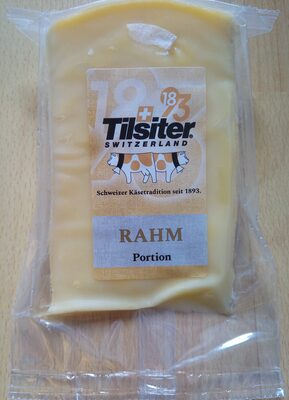 1893
Tilsiter
SWITZERLAND
Schweizer Käsetradition seit 1893.
RAHM
Portion